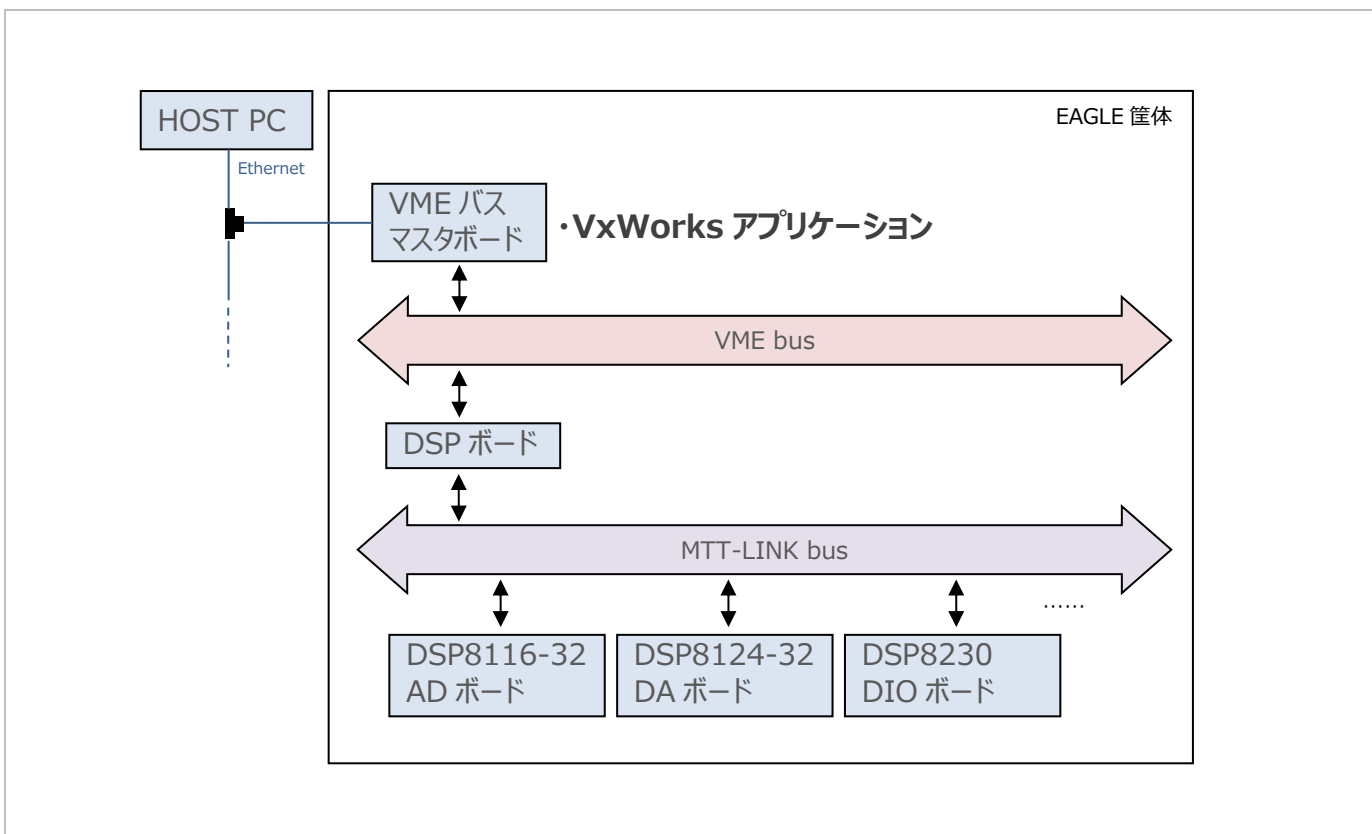 HOST PC
EAGLE 筐体
Ethernet
VME バス
マスタボード
・VxWorks アプリケーション
VME bus
DSP ボード
MTT-LINK bus
……
DSP8116-32
AD ボード
DSP8124-32
DA ボード
DSP8230
DIO ボード